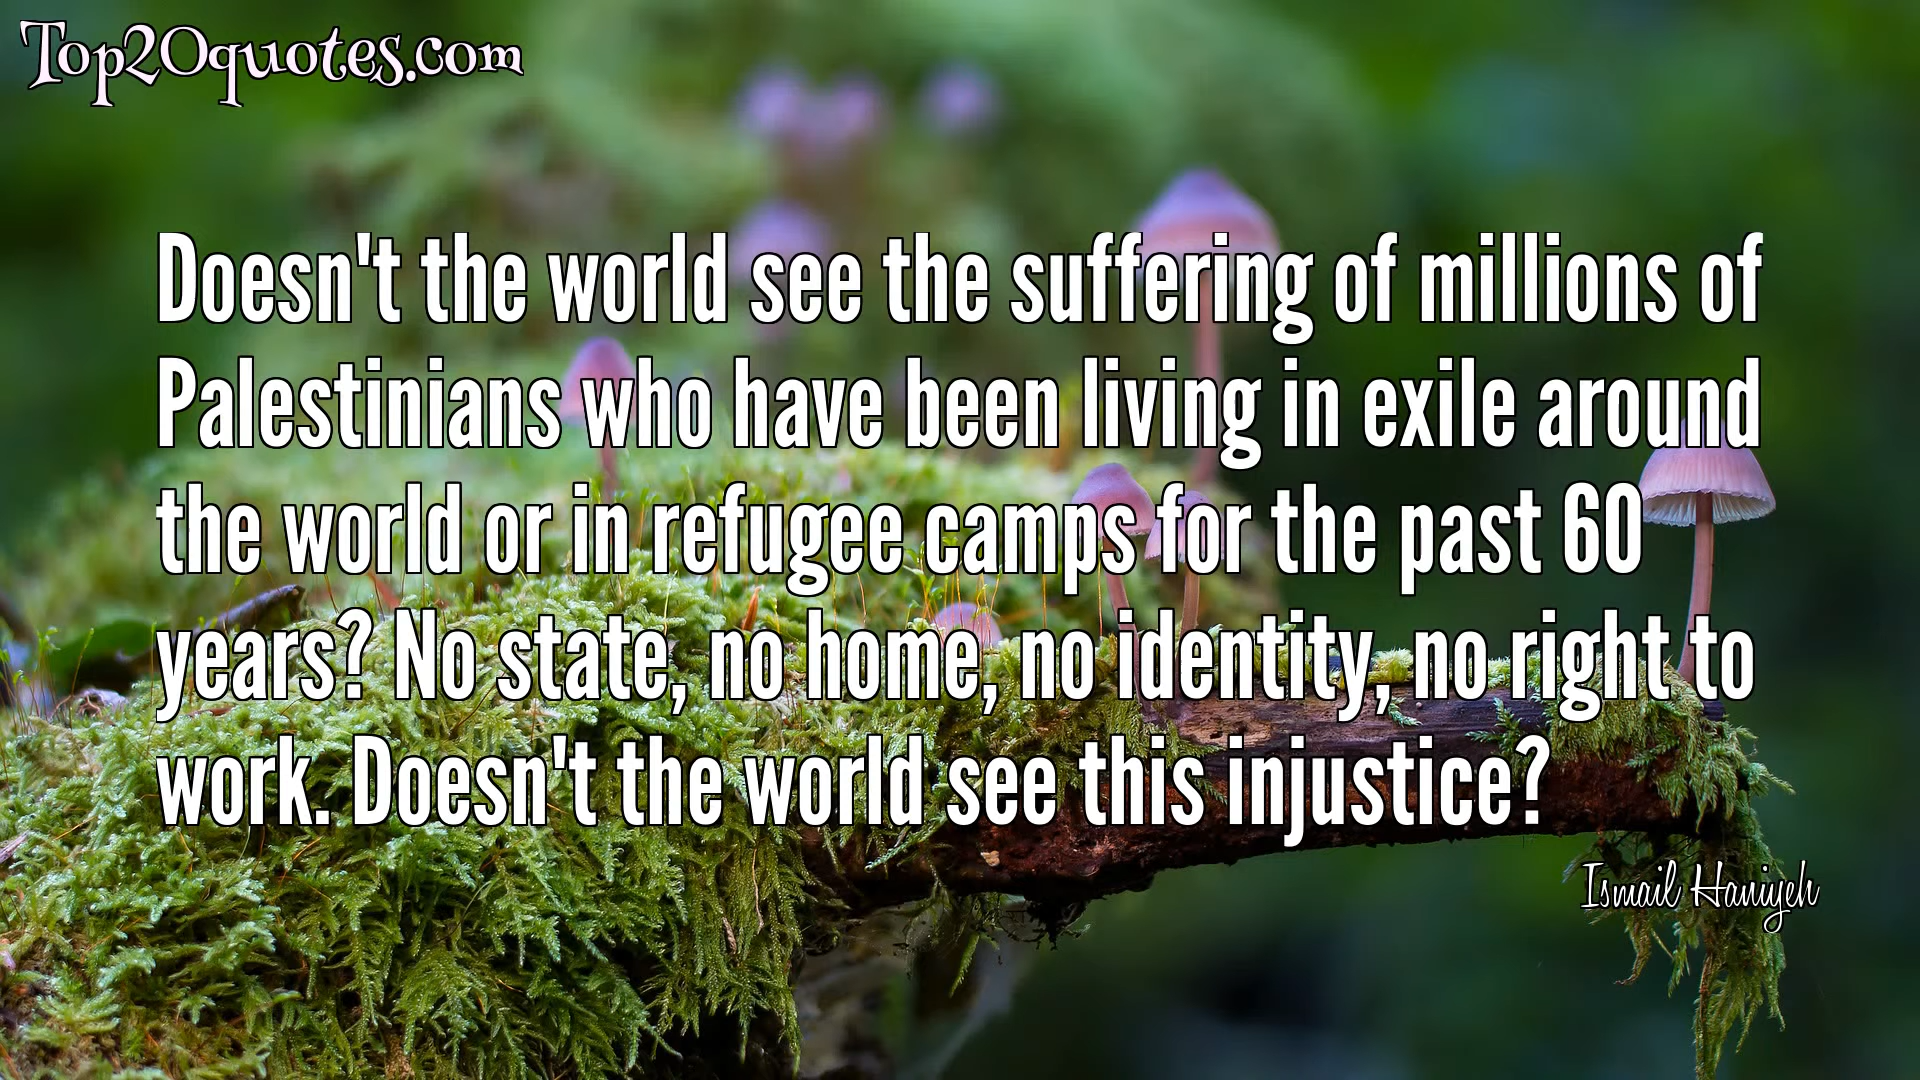 Top20quotes.com
Doesn't the world see the suffering of millions of
Palestinians who have been living in exile around
the world or in refugee camps for the past 60
years? No state, no home, no identity, no right to
work. Doesn't the world see this injustice?
Ismail Haniyeh